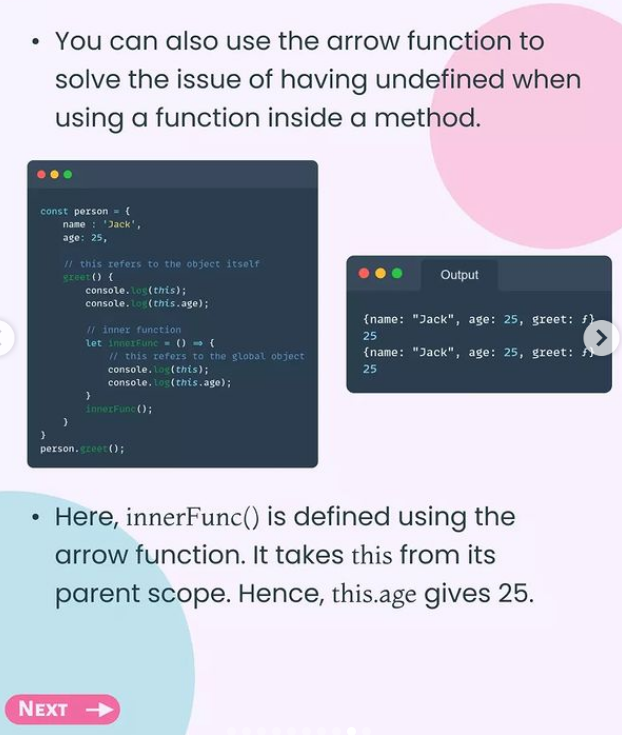 • You can also use the arrow function to
solve the issue of having undefined when
using a function inside a method.
const person = {
name : 'Jack',
age: 25,
// this refers to the object itself
greet() {
console.log(this);
console.log(this.age);
// inner function
let innerFunc = () ⇒ {
// this refers to the global object
console.log(this);
console.log(this.age);
}
innerFunc();
}
}
person.greet();
Output
{name: "Jack", age: 25, greet: ƒ}
25
{name: "Jack", age: 25, greet: ƒ}
25
• Here, innerFunc() is defined using the
arrow function. It takes this from its
parent scope. Hence, this.age gives 25.
NEXT →